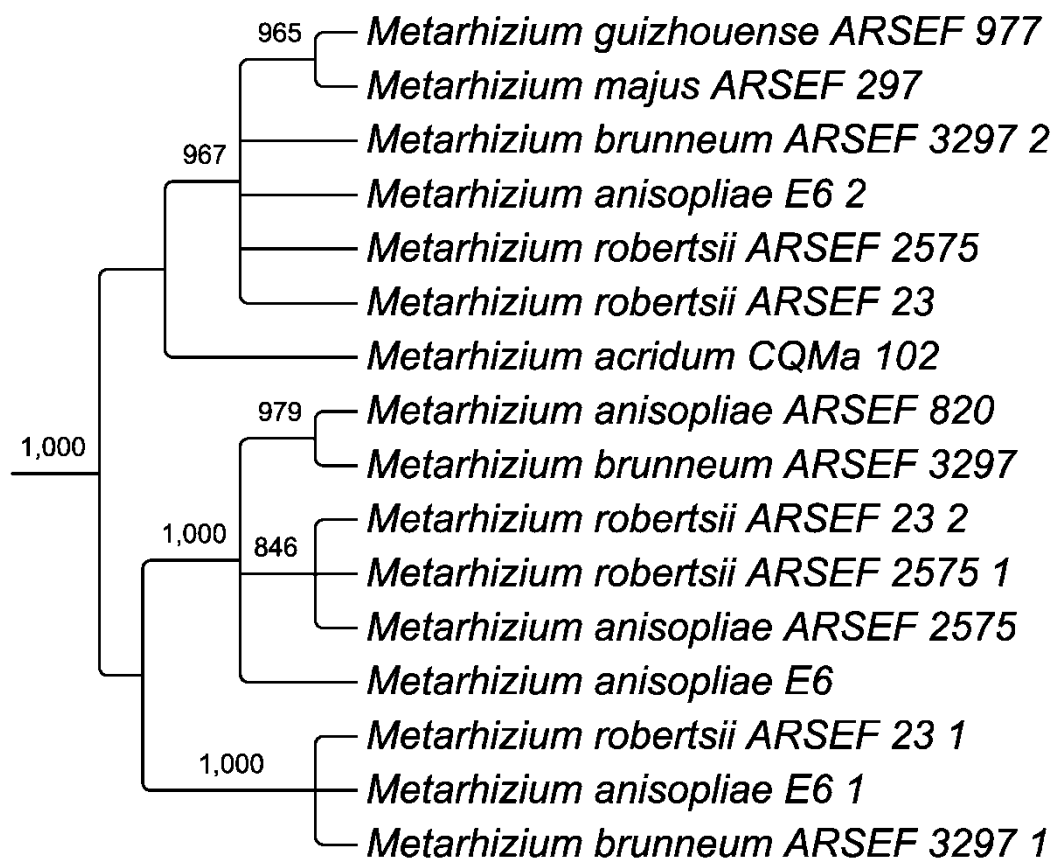 965
Metarhizium guizhouense ARSEF 977
Metarhizium majus ARSEF 297
Metarhizium brunneum ARSEF 3297 2
967
Metarhizium anisopliae E6 2
Metarhizium robertsii ARSEF 2575
Metarhizium robertsii ARSEF 23
Metarhizium acridum CQMa 102
979
Metarhizium anisopliae ARSEF 820
1,000
Metarhizium brunneum ARSEF 3297
Metarhizium robertsii ARSEF 23 2
1,000
846
Metarhizium robertsii ARSEF 2575 1
Metarhizium anisopliae ARSEF 2575
Metarhizium anisopliae E6
Metarhizium robertsii ARSEF 23 1
1,000
Metarhizium anisopliae E6 1
Metarhizium brunneum ARSEF 3297 1